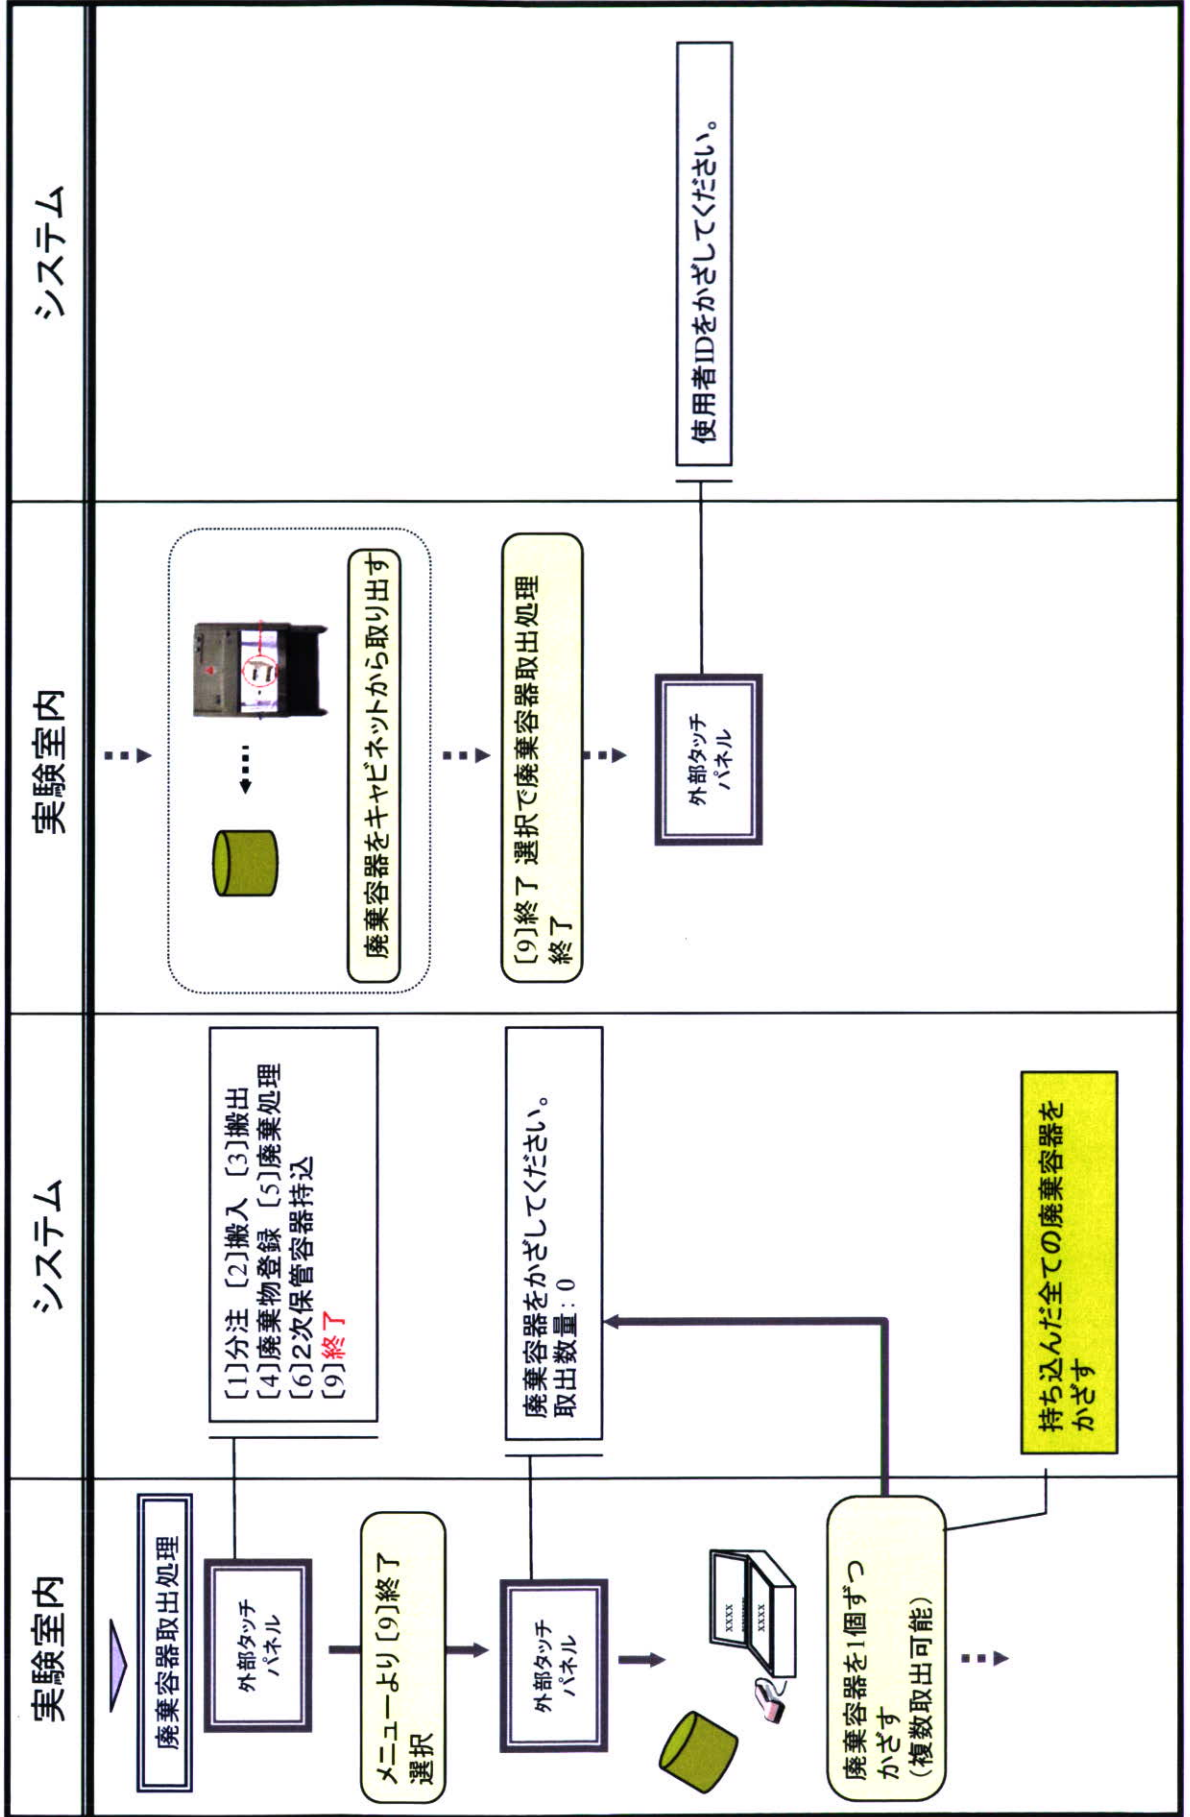 実験室内
システム
実験室内
システム
廃棄容器取出処理
外部タッチ
パネル
[1]分注 [2]搬入 [3]搬出
[4]廃棄物登録 [5]廃棄処理
[6]2次保管容器持込
[9]終了
メニューより[9]終了
選択
外部タッチ
パネル
廃棄容器をかざしてください。
取出数量: 0
xxxx
xxxx
廃棄容器を1個ずつ
かざす
(複数取出可能)
持ち込んだ全ての廃棄容器を
かざす
廃棄容器をキャビネットから取り出す
[9]終了 選択で廃棄容器取出処理
終了
外部タッチ
パネル
使用者IDをかざしてください。